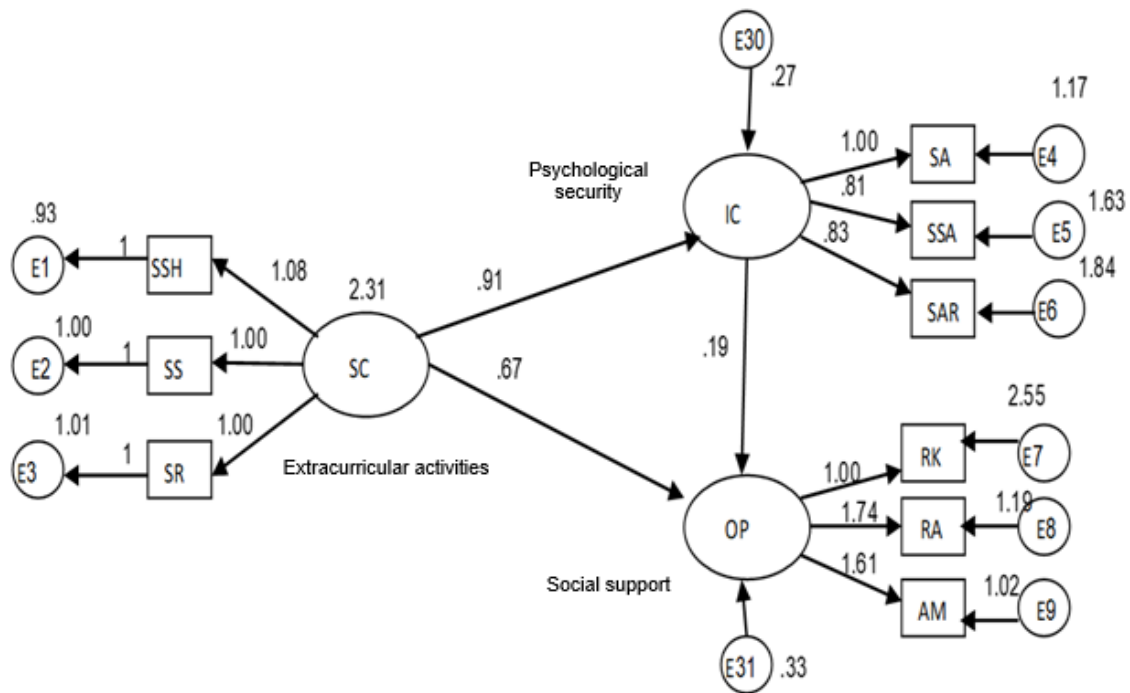 E30
.27
1.17
1.00
SA
E4
Psychological
security
.81
1.63
IC
SSA
E5
.93
.83
1.84
E1
1
SSH
1.08
SAR
E6
2.31
.91
1.00
E2
1
SS
1.00
SC
.19
.67
2.55
1.01
1.00
E3
1
SR
Extracurricular activities
RK
E7
1.00
1.19
OP
1.74
RA
E8
Social support
1.61
1.02
AM
E9
E31
.33